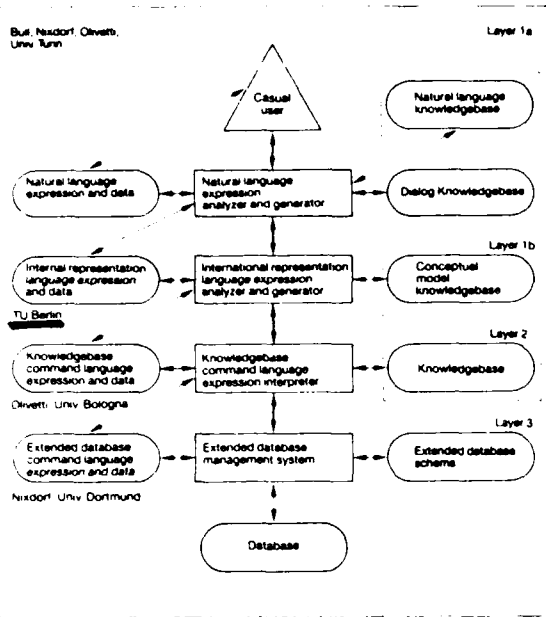 Bull, Nixdorf, Olivetti,
Univ. Turin
Layer 1a
Casual
user
Natural language
knowledgebase
Natural language
expression and data
Natural language
expression
analyzer and generator
Dialog Knowledgebase
Layer 1b
Internal representation
language expression
and data
International representation
language expression
analyzer and generator
Conceptual
model
knowledgebase
TU Berlin
Layer 2
Knowledgebase
command language
expression and data
Knowledgebase
command language
expression interpreter
Knowledgebase
Olivetti Univ Bologna
Layer 3
Extended database
command language
expression and data
Extended database
management system
Extended database
schema
Nixdorf Univ Dortmund
Database